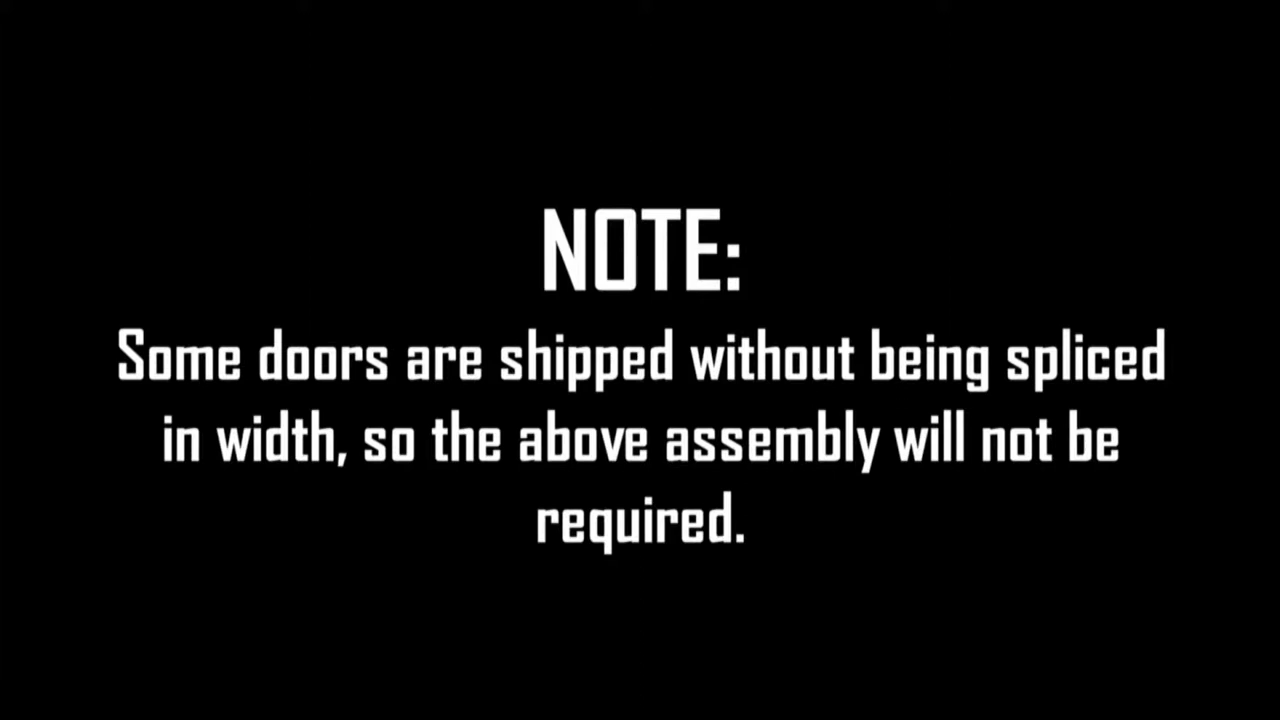 NOTE:
Some doors are shipped without being spliced
in width, so the above assembly will not be
required.